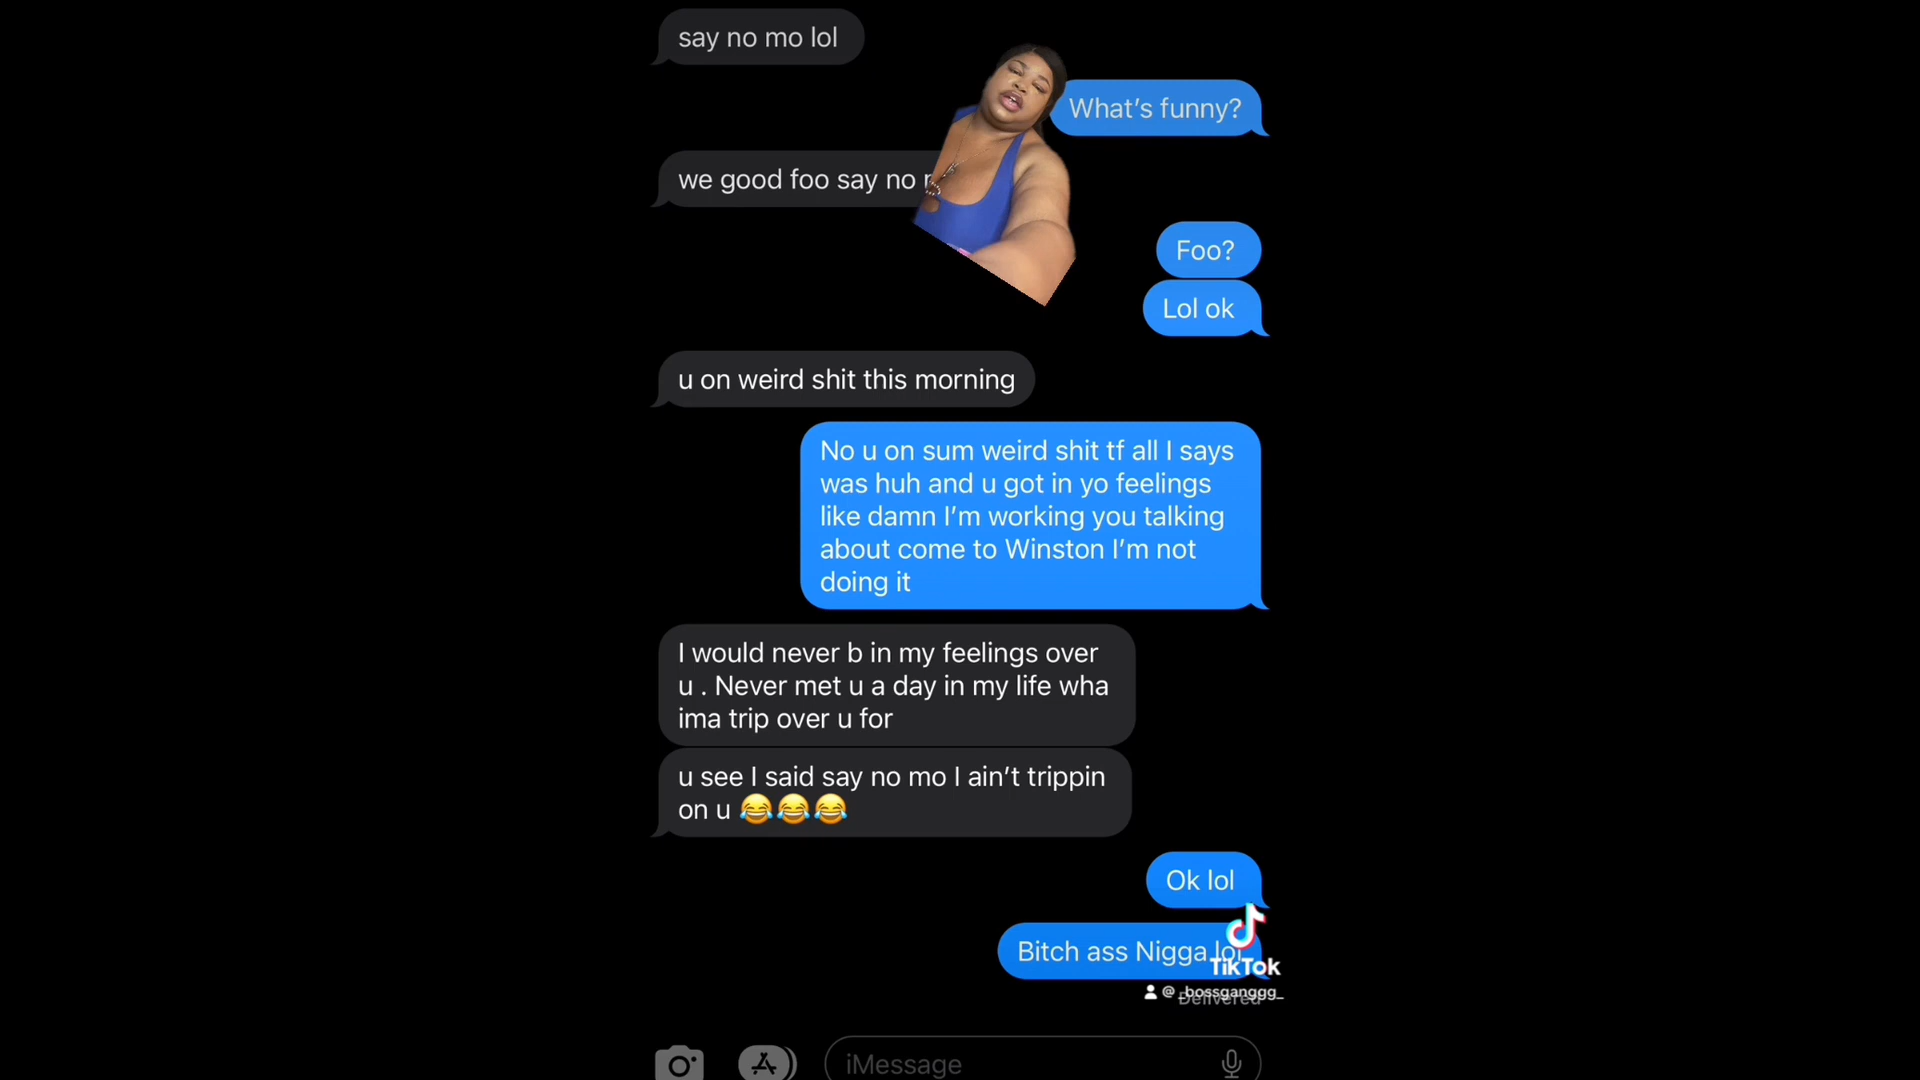 say no mo lol
What's funny?
we good foo say no
Foo?
Lol ok
u on weird shit this morning
No u on sum weird shit tf all I says
was huh and u got in yo feelings
like damn I'm working you talking
about come to Winston I'm not
doing it
I would never b in my feelings over
u . Never met u a day in my life wha
ima trip over u for
u see I said say no mo I ain't trippin
on u 😂😂😂
Ok lol
Bitch ass Nigga lol
TikTok
@_bossganggg_
Delivered
iMessage